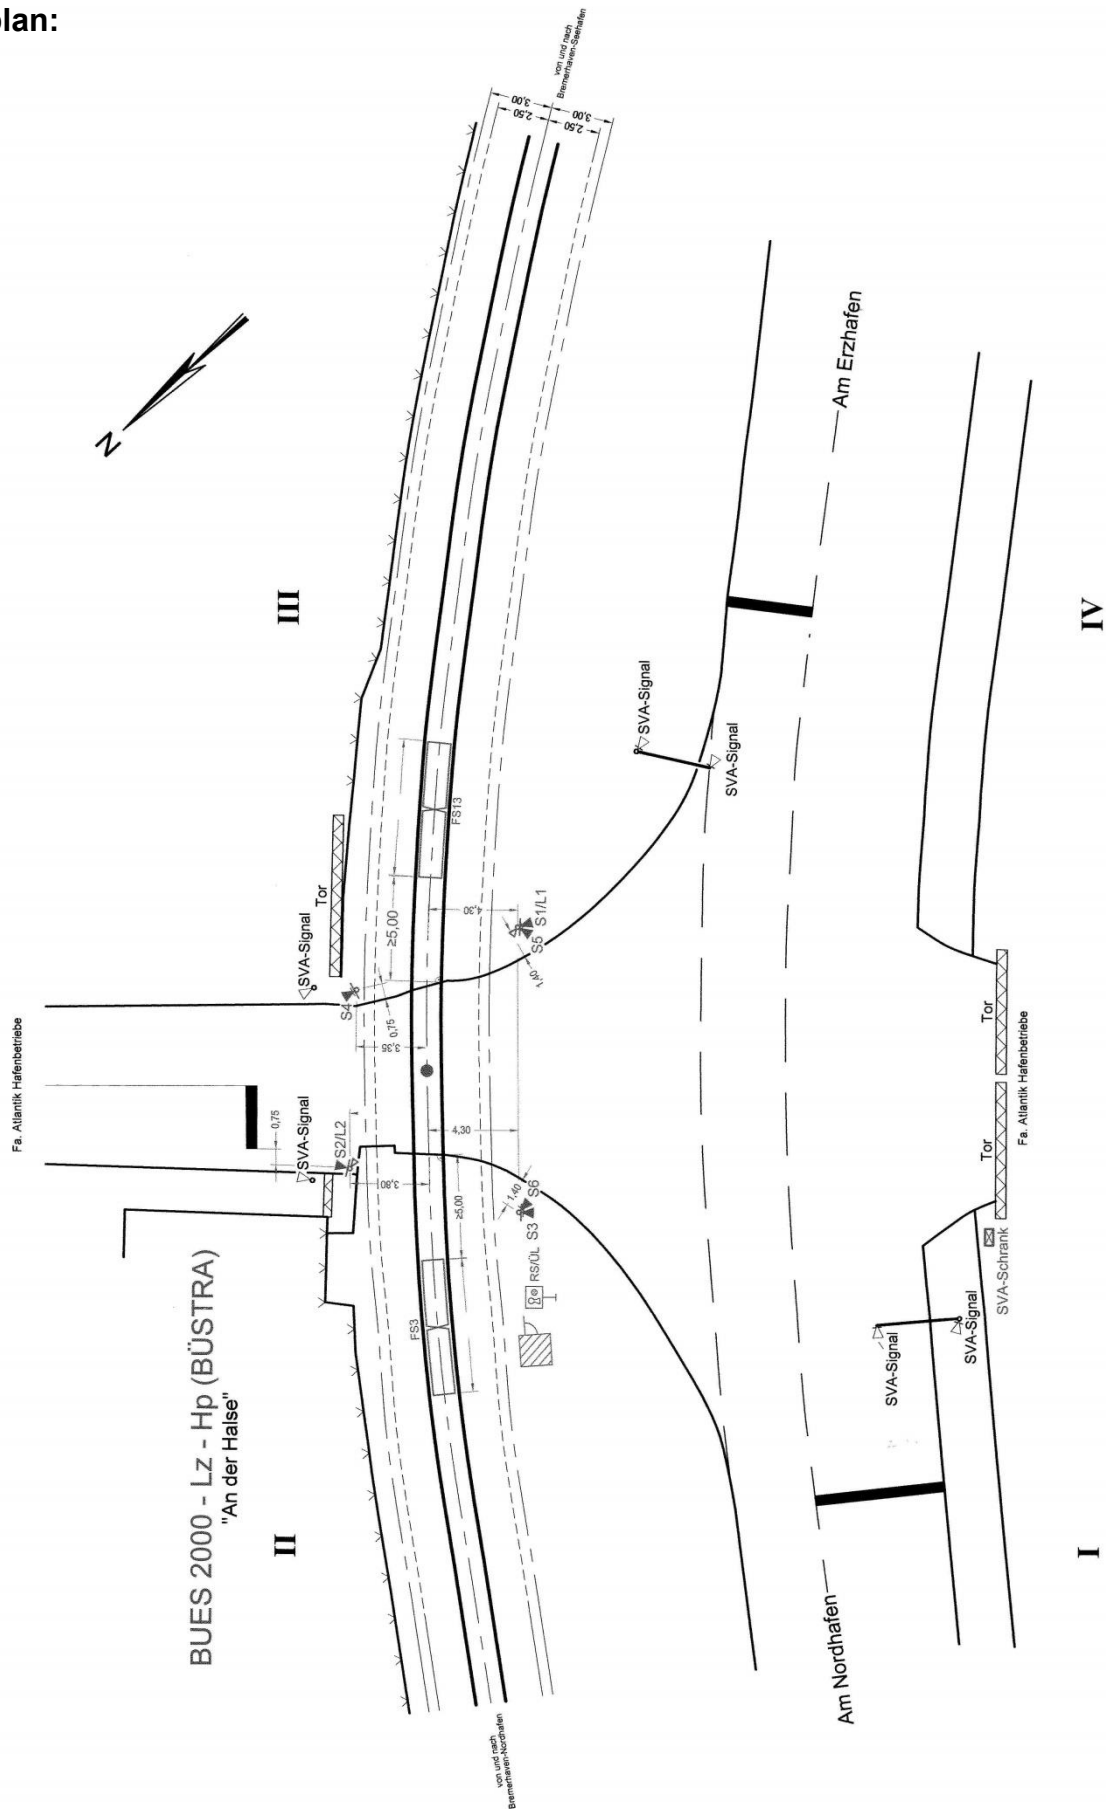 plan:
von und nach
Bremerhaven-Seehafen
3,00
2,50
2,50
3,00
N
Am Erzhafen
III
IV
SVA-Signal
SVA-Signal
FS13
Tor
SVA-Signal
≥5,00
4,30
S1/L1
S5
1,40
S4
0,75
3,35
Fa. Atlantik Hafenbetriebe
0,75
SVA-Signal
S2/L2
4,30
3,80
≥5,00
1,40
S6
S3
RS/ÜL
FS3
Tor
Tor
Fa. Atlantik Hafenbetriebe
SVA-Schrank
SVA-Signal
SVA-Signal
BUES 2000 - Lz - Hp (BÜSTRA)
"An der Halse"
II
I
Am Nordhafen
von und nach
Bremerhaven-Nordhafen